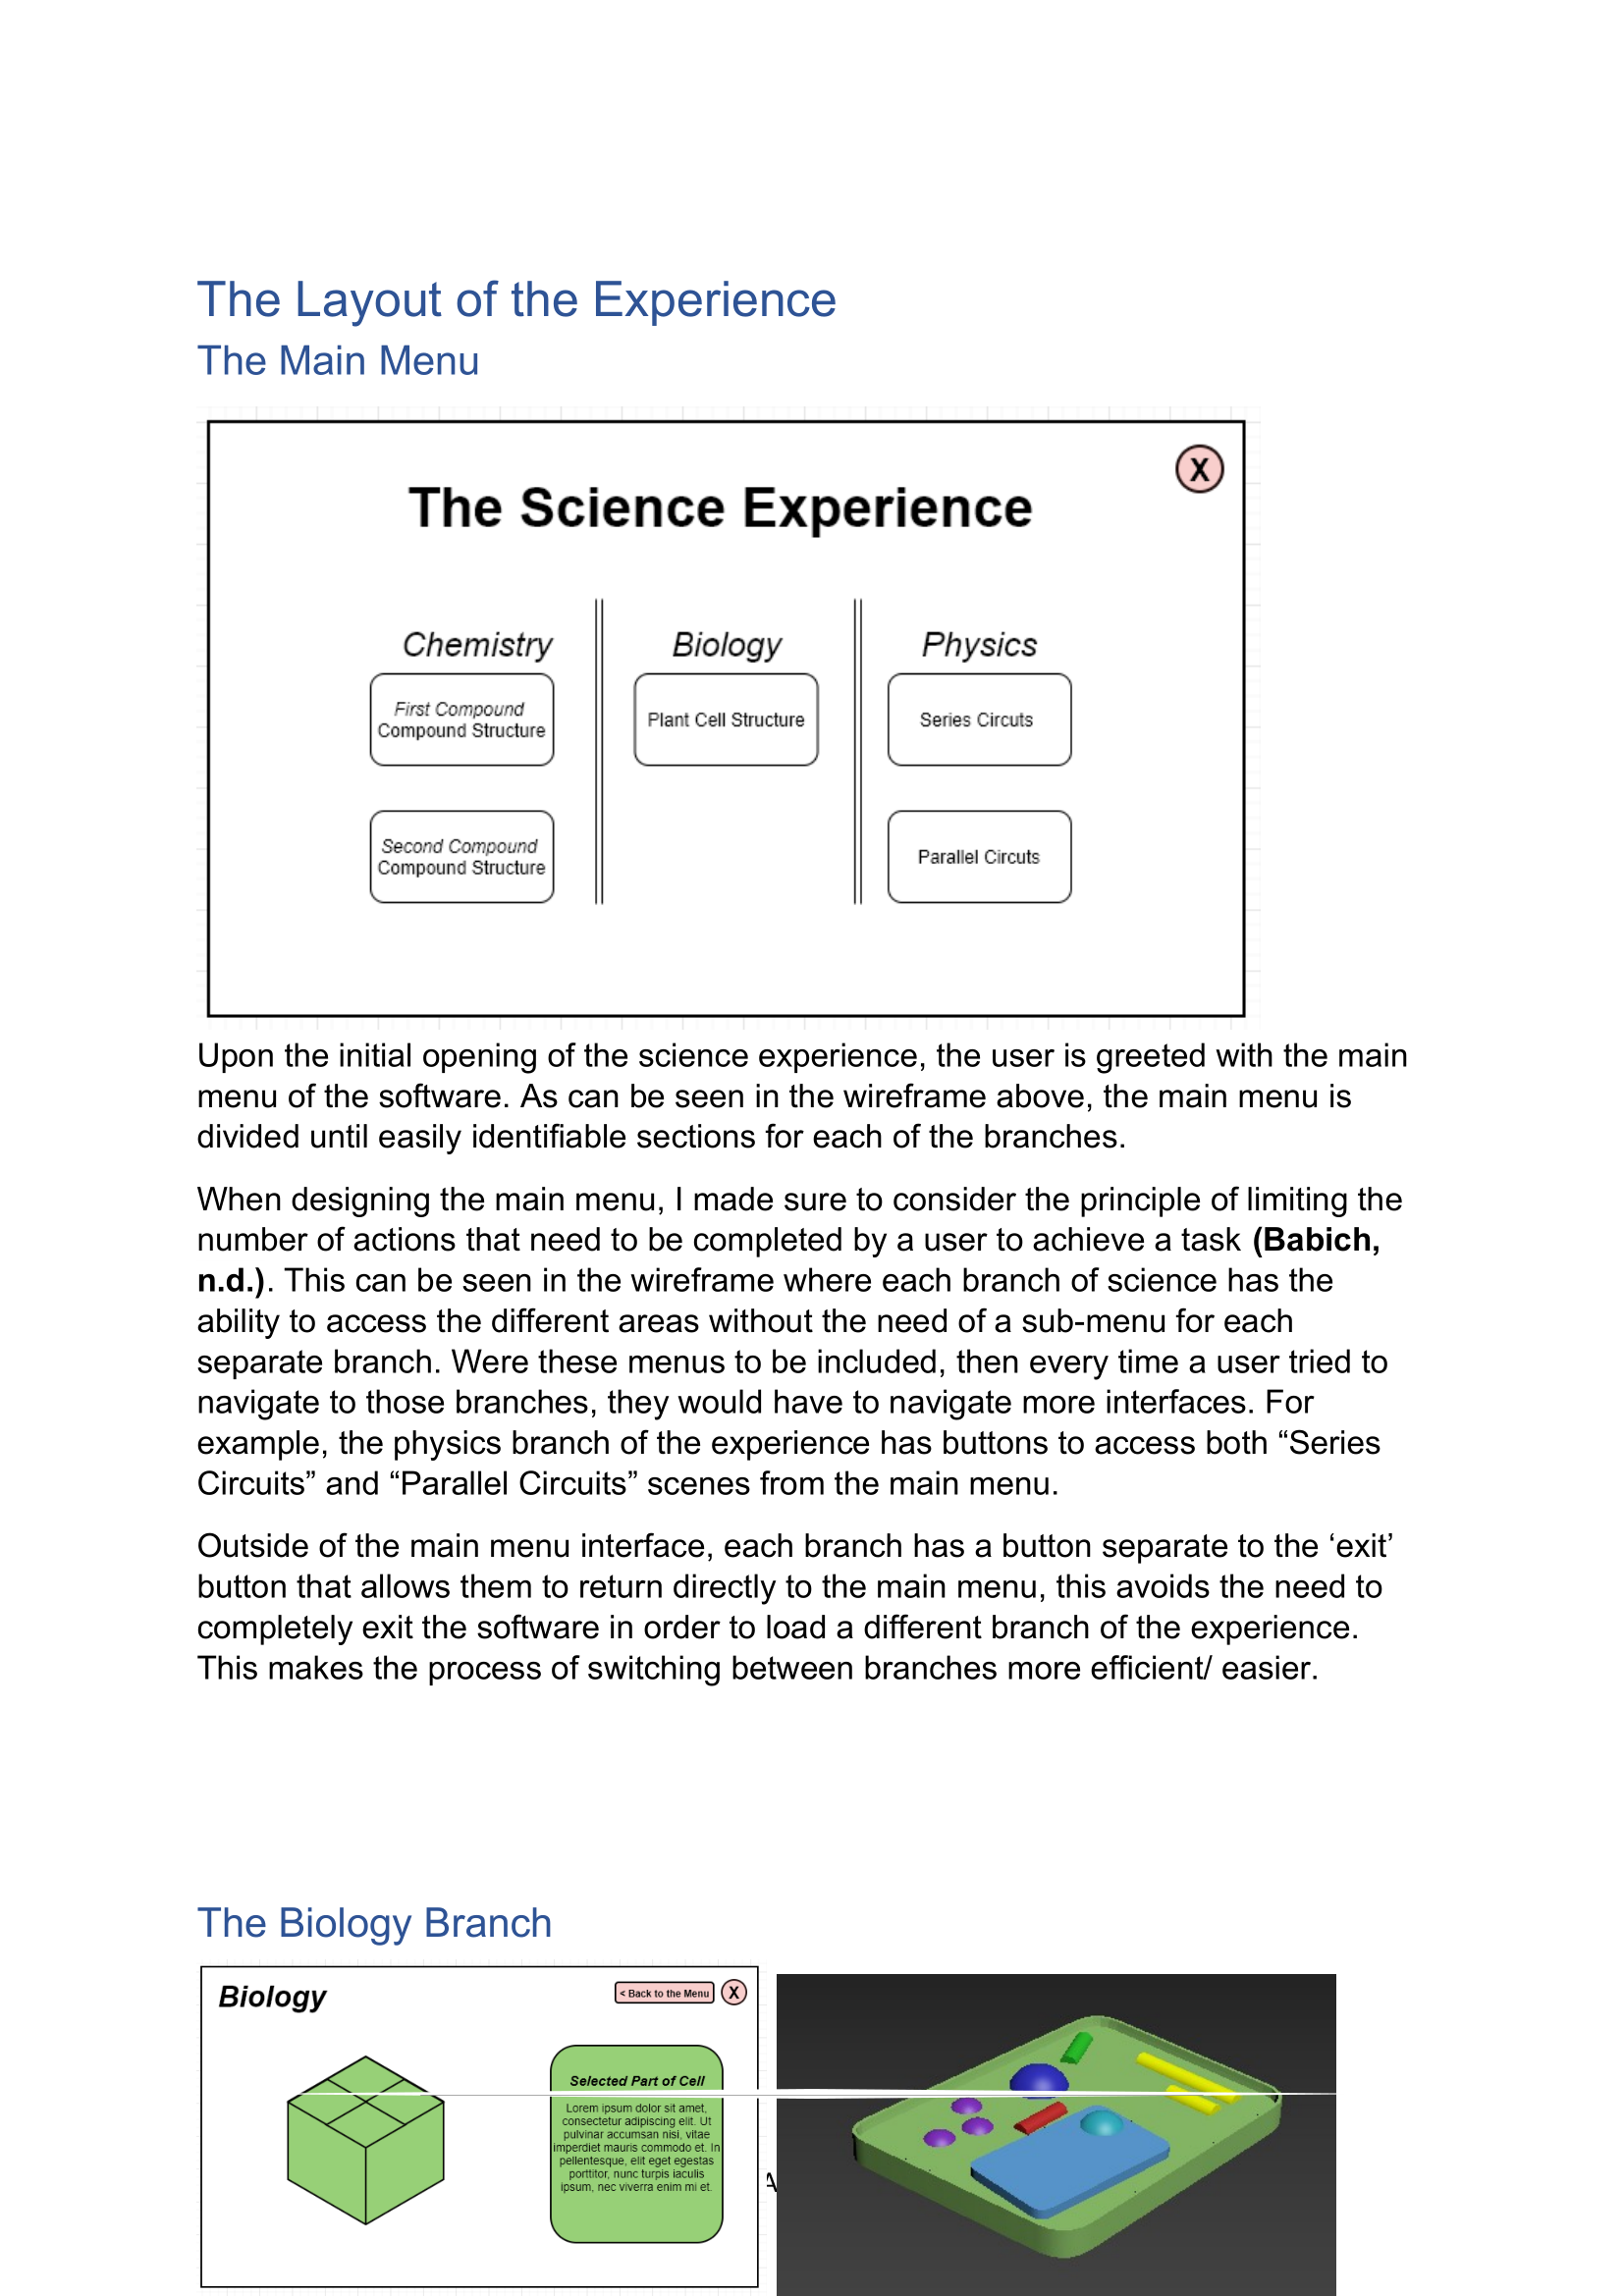 The Layout of the Experience
The Main Menu
X
The Science Experience
Chemistry
Biology
Physics
First Compound
Compound Structure
Plant Cell Structure
Series Circuts
Second Compound
Compound Structure
Parallel Circuts
Upon the initial opening of the science experience, the user is greeted with the main
menu of the software. As can be seen in the wireframe above, the main menu is
divided until easily identifiable sections for each of the branches.
When designing the main menu, I made sure to consider the principle of limiting the
number of actions that need to be completed by a user to achieve a task (Babich,
n.d.). This can be seen in the wireframe where each branch of science has the
ability to access the different areas without the need of a sub-menu for each
separate branch. Were these menus to be included, then every time a user tried to
navigate to those branches, they would have to navigate more interfaces. For
example, the physics branch of the experience has buttons to access both “Series
Circuits” and “Parallel Circuits” scenes from the main menu.
Outside of the main menu interface, each branch has a button separate to the ‘exit’
button that allows them to return directly to the main menu, this avoids the need to
completely exit the software in order to load a different branch of the experience.
This makes the process of switching between branches more efficient/ easier.
The Biology Branch
Biology
< Back to the Menu
X
Selected Part of Cell
Lorem ipsum dolor sit amet,
consectetur adipiscing elit. Ut
pulvinar accumsan nisi, vitae
imperdiet mauris commodo et. In
pellentesque, elit eget egestas
porttitor, nunc turpis iaculis
ipsum, nec viverra enim mi et.
A